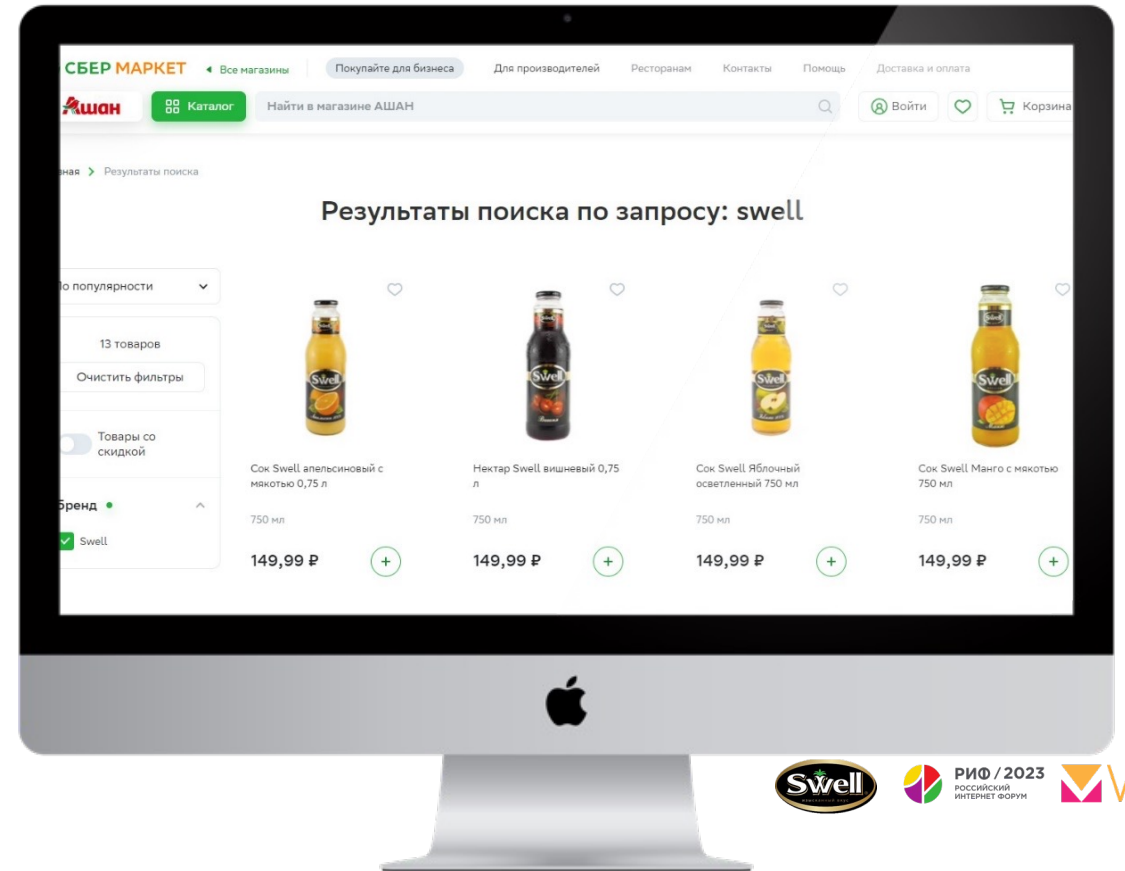 СБЕР МАРКЕТ
Все магазины
Покупайте для бизнеса
Для производителей
Ресторанам
Контакты
Помощь
Доставка и оплата
Ашан
Каталог
Найти в магазине АШАН
Войти
Корзина
вная > Результаты поиска
Результаты поиска по запросу: swell
По популярности
13 товаров
Очистить фильтры
Товары со
скидкой
Бренд
Swell
Swell
Swell
Swell
Swell
Сок Swell апельсиновый с
мякотью 0,75 л
750 мл
149,99 ₽
Нектар Swell вишневый 0,75
л
750 мл
149,99 ₽
Сок Swell Яблочный
осветленный 750 мл
750 мл
149,99 ₽
Сок Swell Манго с мякотью
750 мл
750 мл
149,99 ₽
Swell
РИФ / 2023
РОССИЙСКИЙ
ИНТЕРНЕТ ФОРУМ